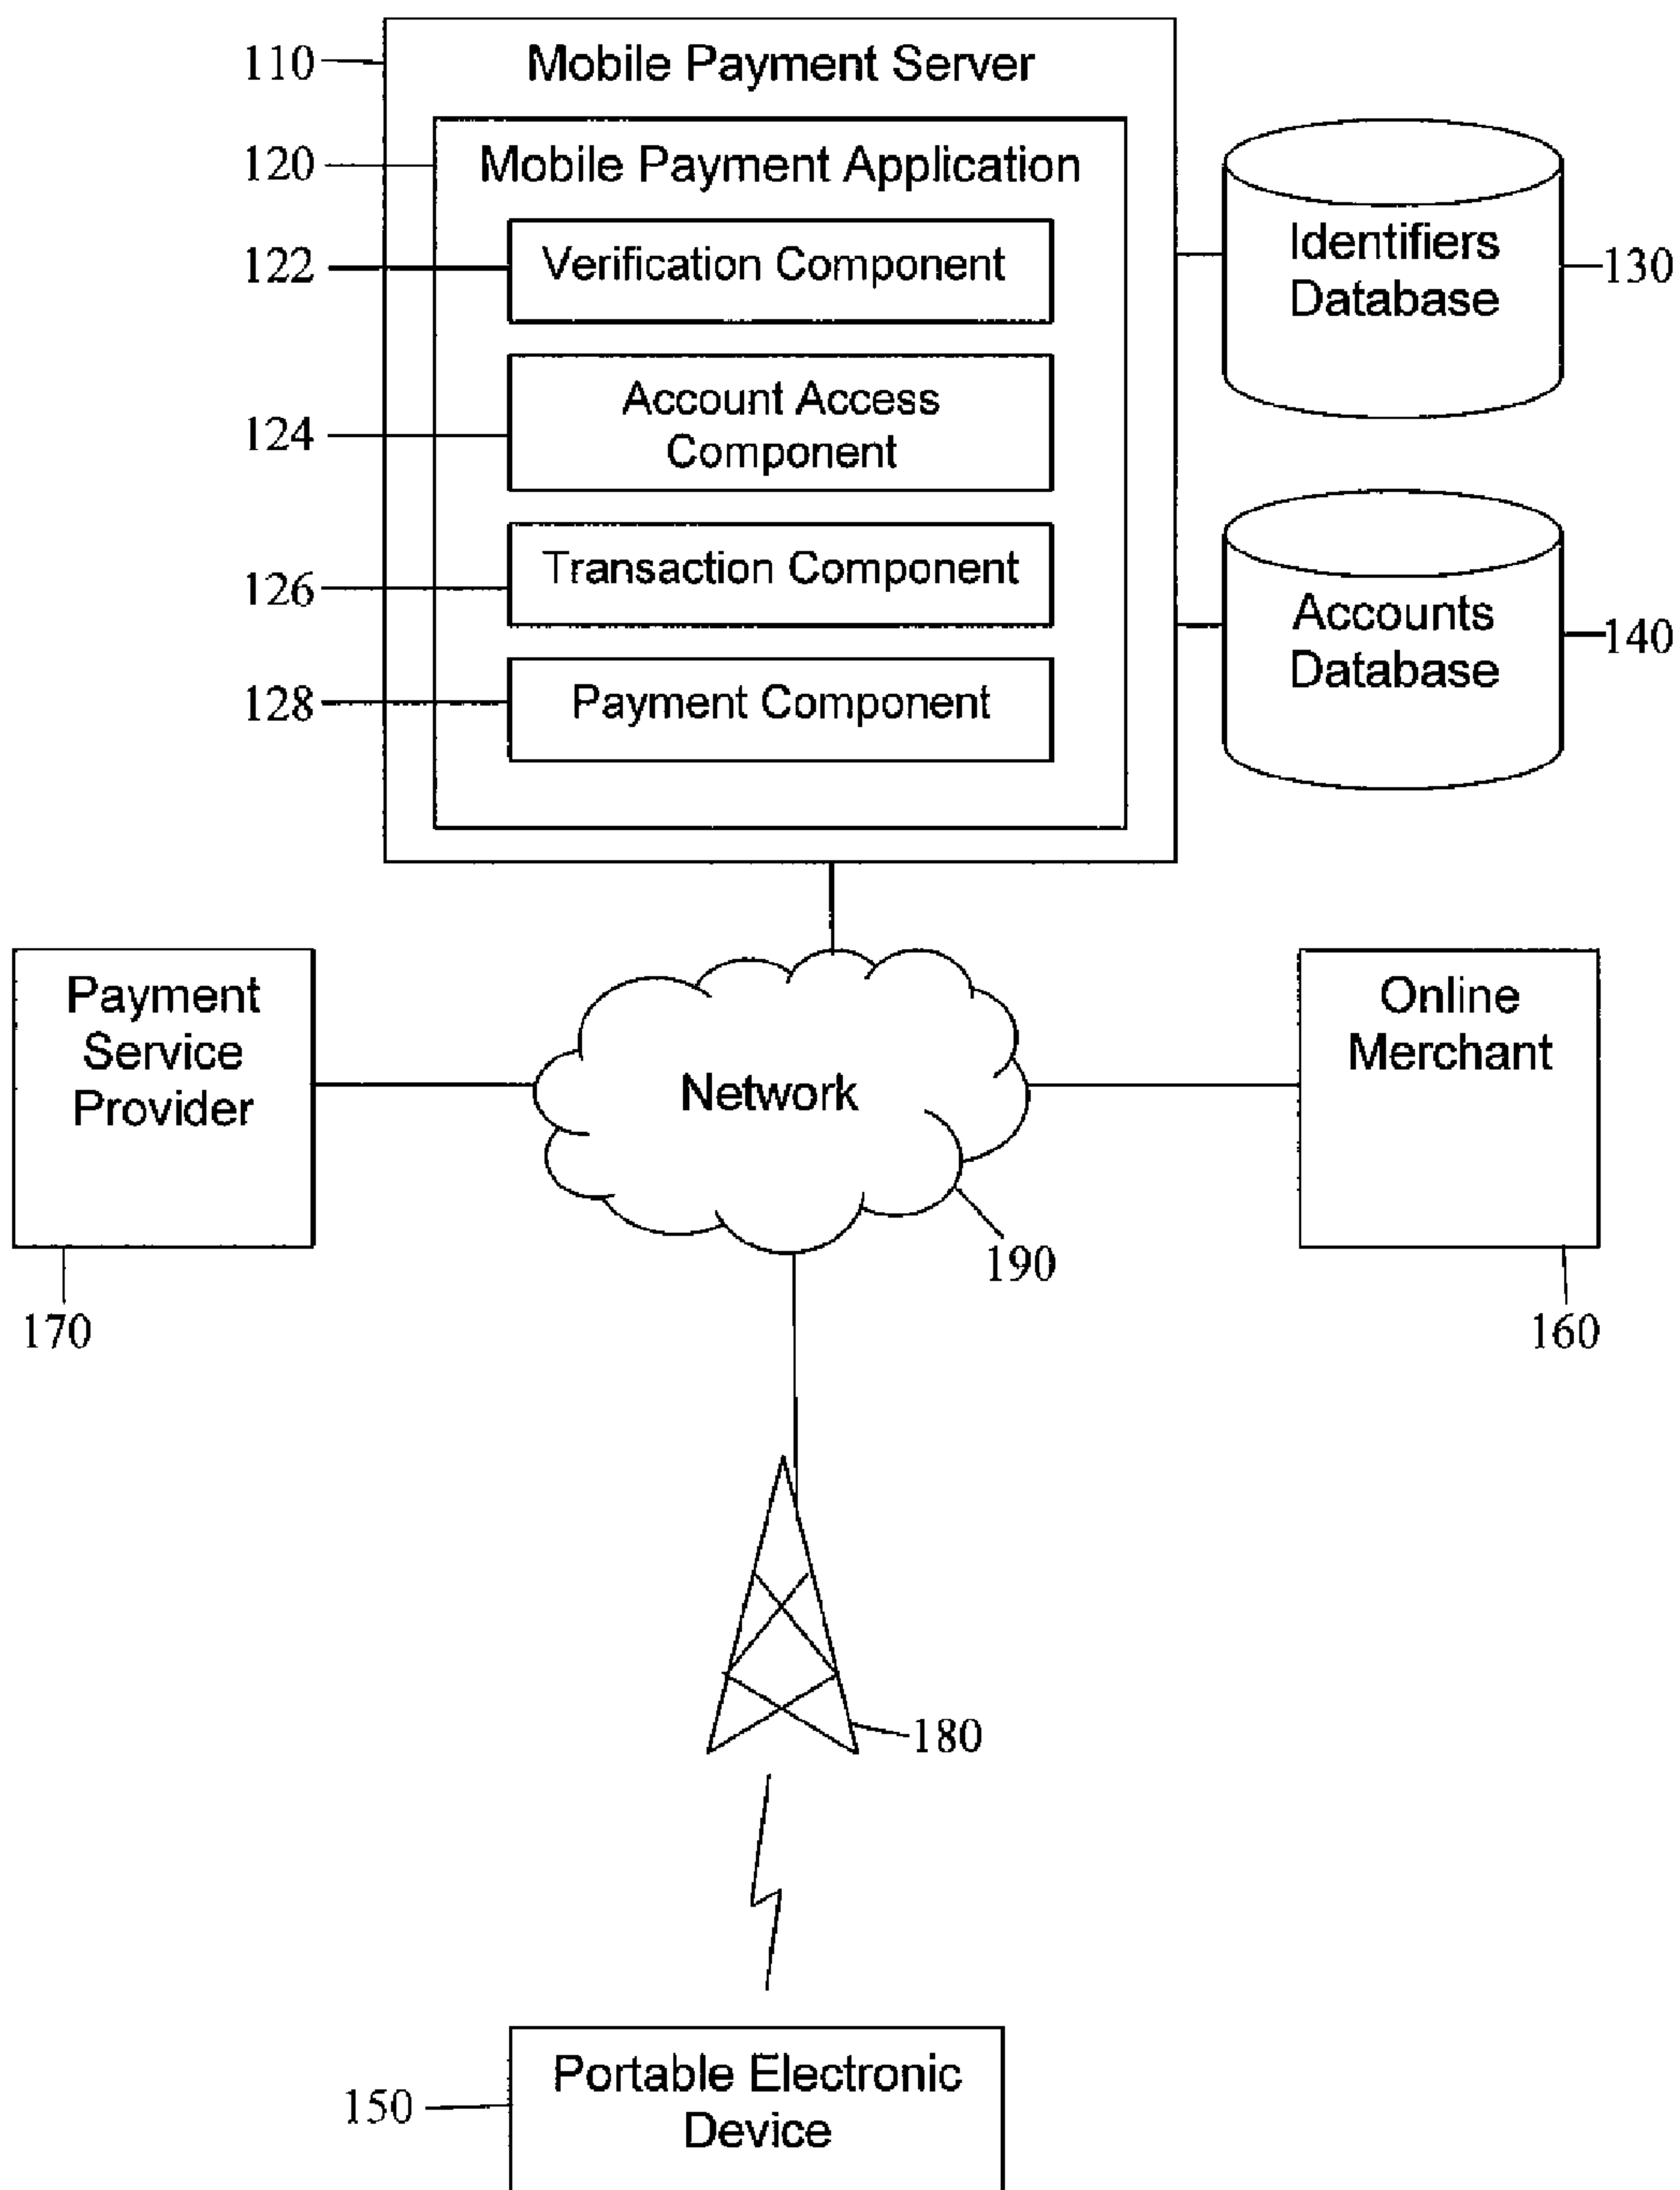 110
Mobile Payment Server
120
Mobile Payment Application
122
Verification Component
124
Account Access
Component
126
Transaction Component
128
Payment Component
Identifiers
Database
130
Accounts
Database
140
Payment
Service
Provider
170
Network
190
Online
Merchant
160
180
150
Portable Electronic
Device